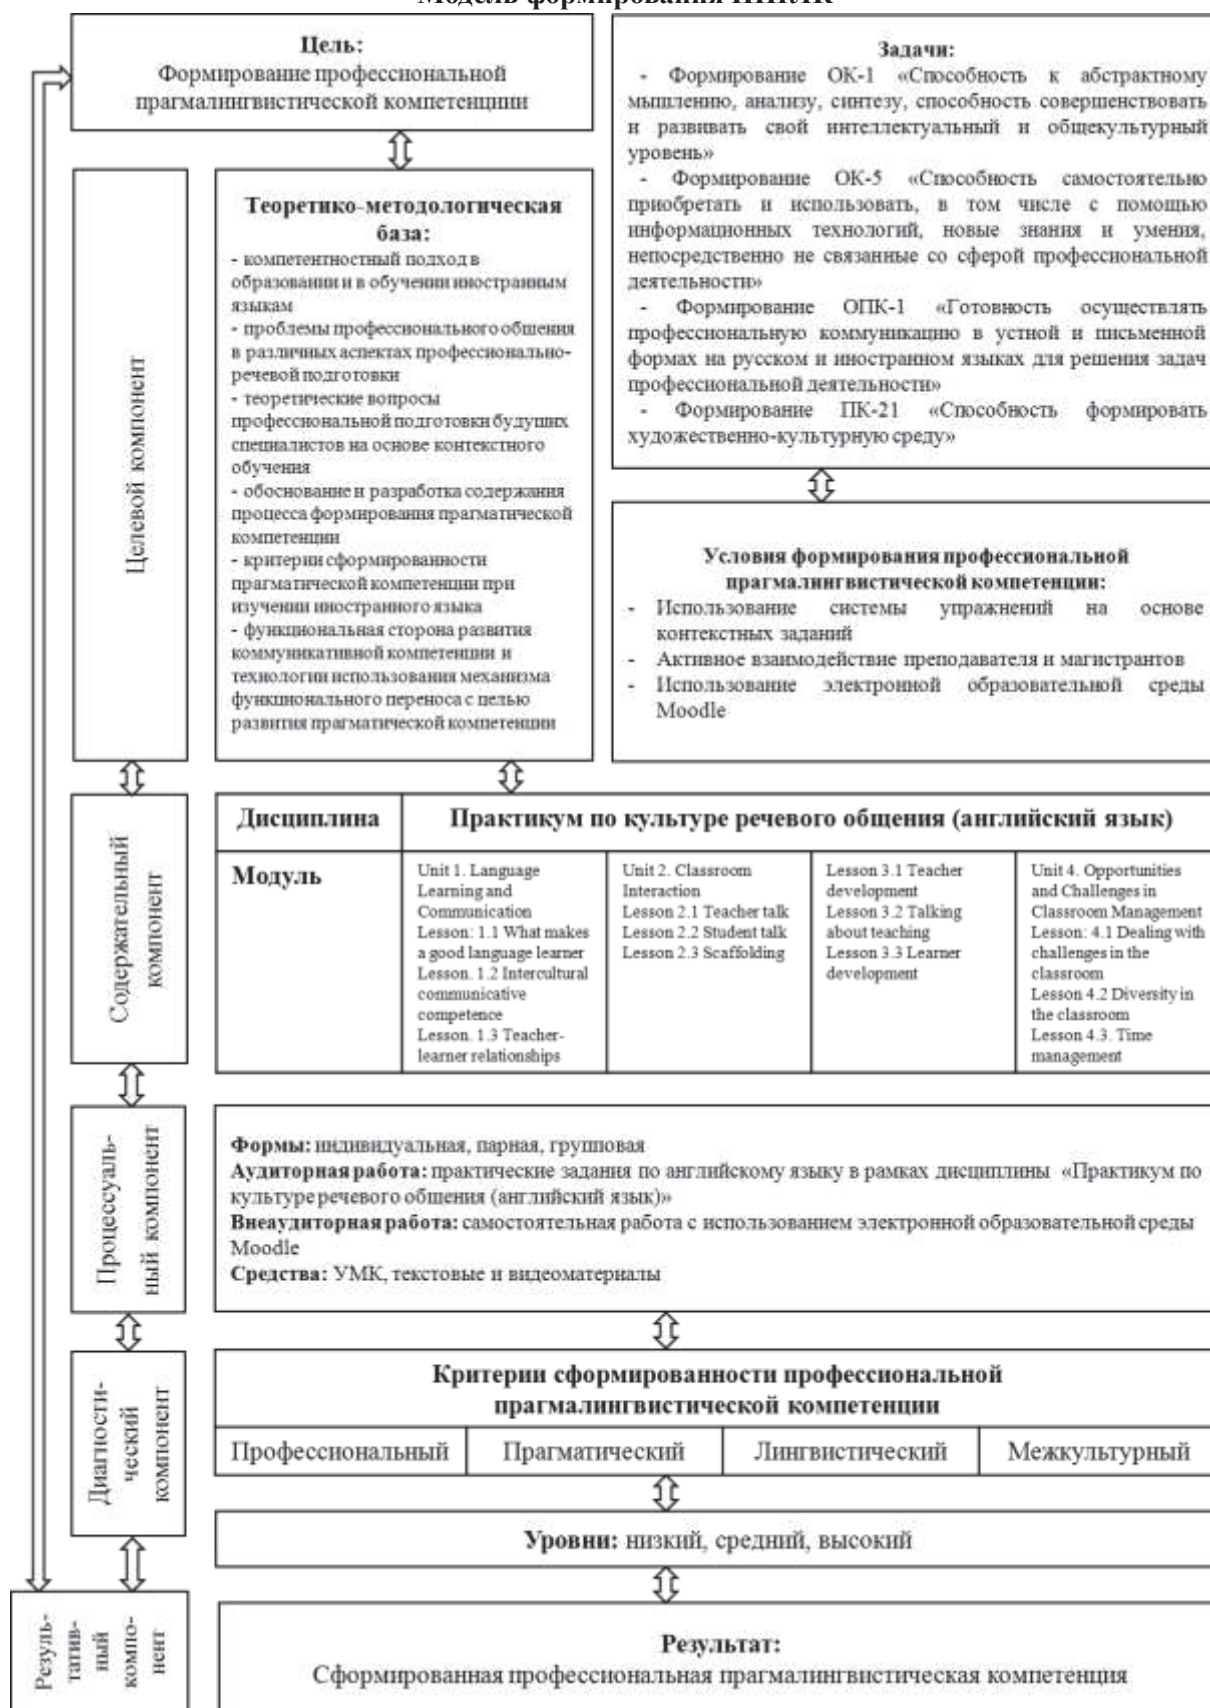 Модель формирования
Цель:
Формирование профессиональной
прагмалингвистической компетенциии
Задачи:
- Формирование ОК-1 «Способность к абстрактному
мышлению, анализу, синтезу, способность совершенствовать
и развивать свой интеллектуальный и общекультурный
уровень»
- Формирование ОК-5 «Способность самостоятельно
приобретать и использовать, в том числе с помощью
информационных технологий, новые знания и умения,
непосредственно не связанные со сферой профессиональной
деятельности»
- Формирование ОПК-1 «Готовность осуществлять
профессиональную коммуникацию в устной и письменной
формах на русском и иностранном языках для решения задач
профессиональной деятельности»
- Формирование ПК-21 «Способность формировать
художественно-культурную среду»
Целевой компонент
Теоретико-методологическая
база:
- компетентностный подход в
образовании и в обучении иностранным
языкам
- проблемы профессионального общения
в различных аспектах профессионально-
речевой подготовки
- теоретические вопросы
профессиональной подготовки будущих
специалистов на основе контекстного
обучения
- обоснование и разработка содержания
процесса формирования прагматической
компетенции
- критерии сформированности
прагматической компетенции при
изучении иностранного языка
- функциональная сторона развития
коммуникативной компетенции и
технологии использования механизма
функционального переноса с целью
развития прагматической компетенции
Условия формирования профессиональной
прагмалингвистической компетенции:
- Использование системы упражнений на основе
контекстных заданий
- Активное взаимодействие преподавателя и магистрантов
- Использование электронной образовательной среды
Moodle
Содержательный
компонент
Дисциплина
Практикум по культуре речевого общения (английский язык)
Модуль
Unit 1. Language
Learning and
Communication
Lesson: 1.1 What makes
a good language learner
Lesson. 1.2 Intercultural
communicative
competence
Lesson. 1.3 Teacher-
learner relationships
Unit 2. Classroom
Interaction
Lesson 2.1 Teacher talk
Lesson 2.2 Student talk
Lesson 2.3 Scaffolding
Lesson 3.1 Teacher
development
Lesson 3.2 Talking
about teaching
Lesson 3.3 Learner
development
Unit 4. Opportunities
and Challenges in
Classroom Management
Lesson: 4.1 Dealing with
challenges in the
classroom
Lesson 4.2 Diversity in
the classroom
Lesson 4.3. Time
management
Процессуаль-
ный компонент
Формы: индивидуальная, парная, групповая
Аудиторная работа: практические задания по английскому языку в рамках дисциплины «Практикум по
культуре речевого общения (английский язык)»
Внеаудиторная работа: самостоятельная работа с использованием электронной образовательной среды
Moodle
Средства: УМК, текстовые и видеоматериалы
Диагности-
ческий
компонент
Критерии сформированности профессиональной
прагмалингвистической компетенции
Профессиональный
Прагматический
Лингвистический
Межкультурный
Уровни: низкий, средний, высокий
Резуль-
татив-
ный
компо-
нент
Результат:
Сформированная профессиональная прагмалингвистическая компетенция